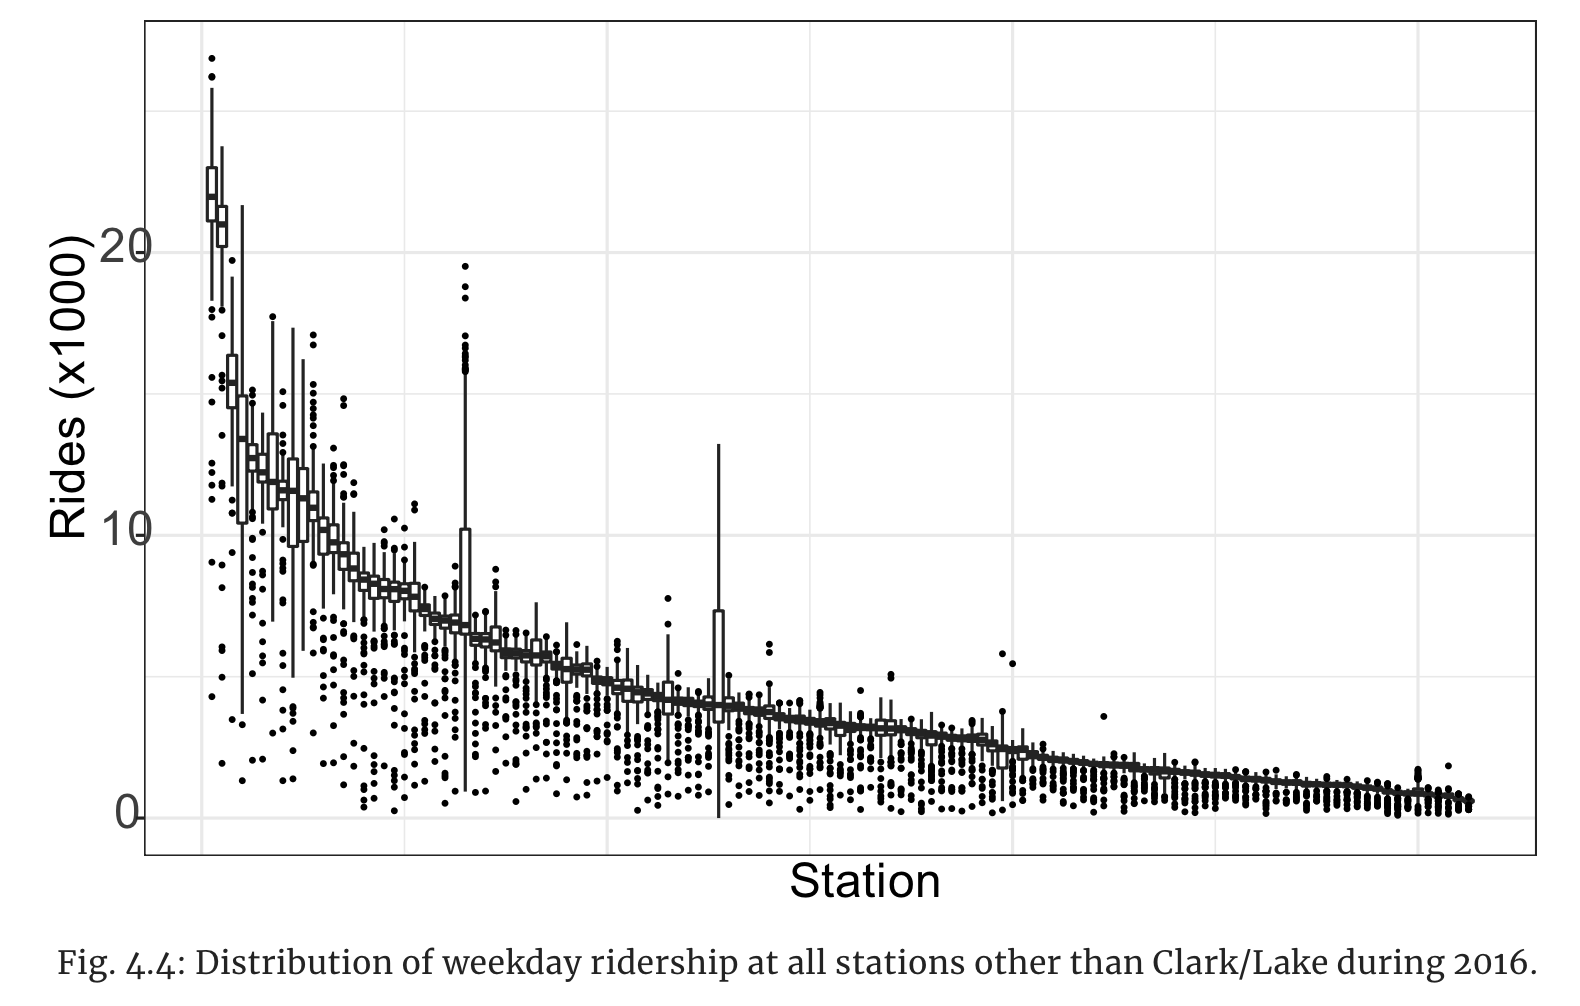 Rides (x1000)
20
10
0
Station
Fig. 4.4: Distribution of weekday ridership at all stations other than Clark/Lake during 2016.